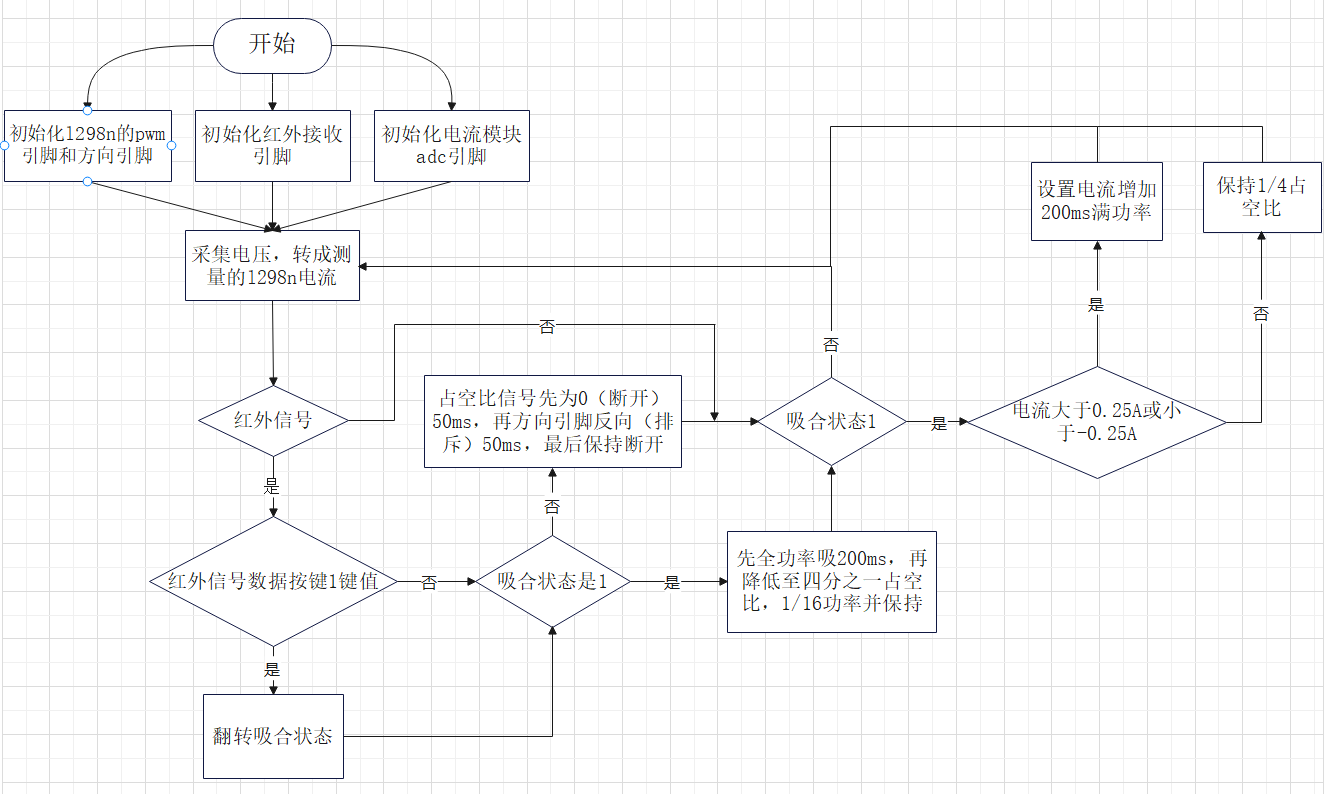 开始
初始化l298n的pwm
引脚和方向引脚
初始化红外接收
引脚
初始化电流模块
adc引脚
设置电流增加
200ms满功率
保持1/4占
空比
采集电压，转成测
量的l298n电流
是
否
否
否
占空比信号先为0（断开）
50ms，再方向引脚反向（排
斥）50ms，最后保持断开
红外信号
吸合状态1
是
电流大于0.25A或小
于-0.25A
是
否
红外信号数据按键1键值
否
吸合状态是1
是
先全功率吸200ms，再
降低至四分之一占空
比，1/16功率并保持
是
翻转吸合状态